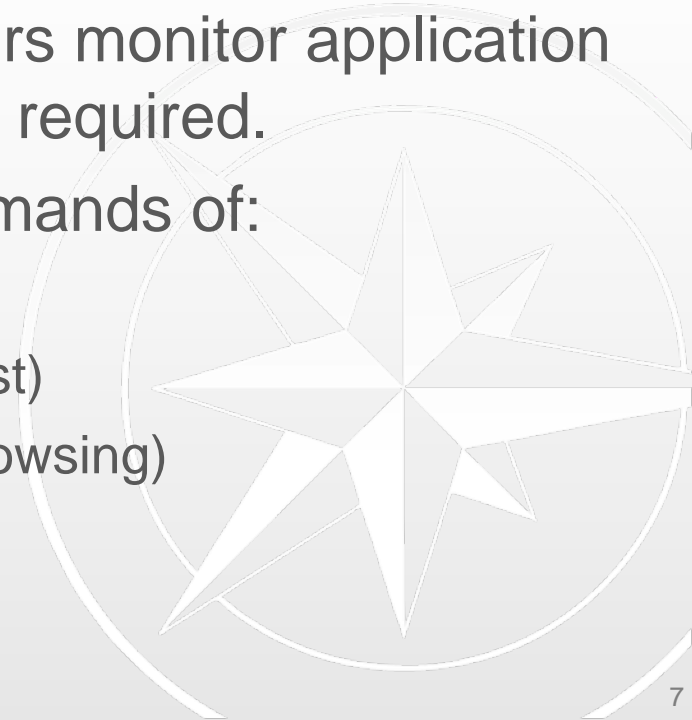 rs monitor application
required.
mands of:
st)
owsing)
7